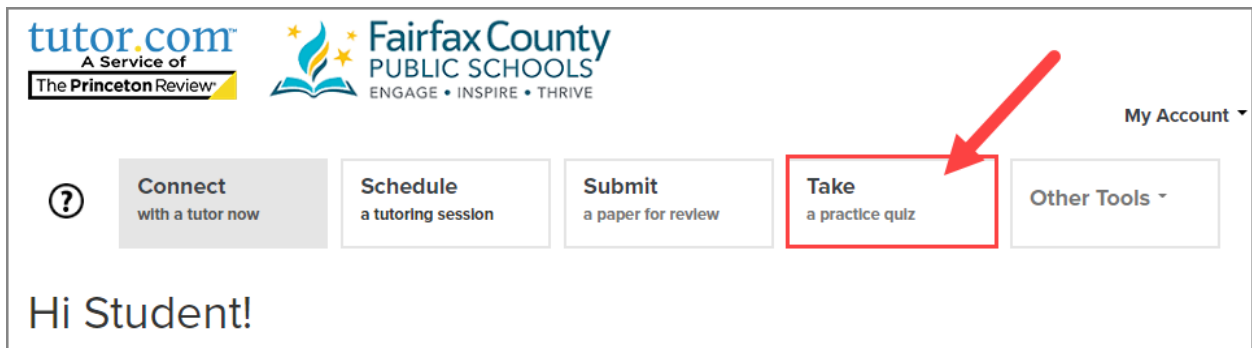 tutor.com™
A Service of
The Princeton Review
Fairfax County
PUBLIC SCHOOLS
ENGAGE • INSPIRE • THRIVE
My Account
?
Connect
with a tutor now
Schedule
a tutoring session
Submit
a paper for review
Take
a practice quiz
Other Tools
Hi Student!